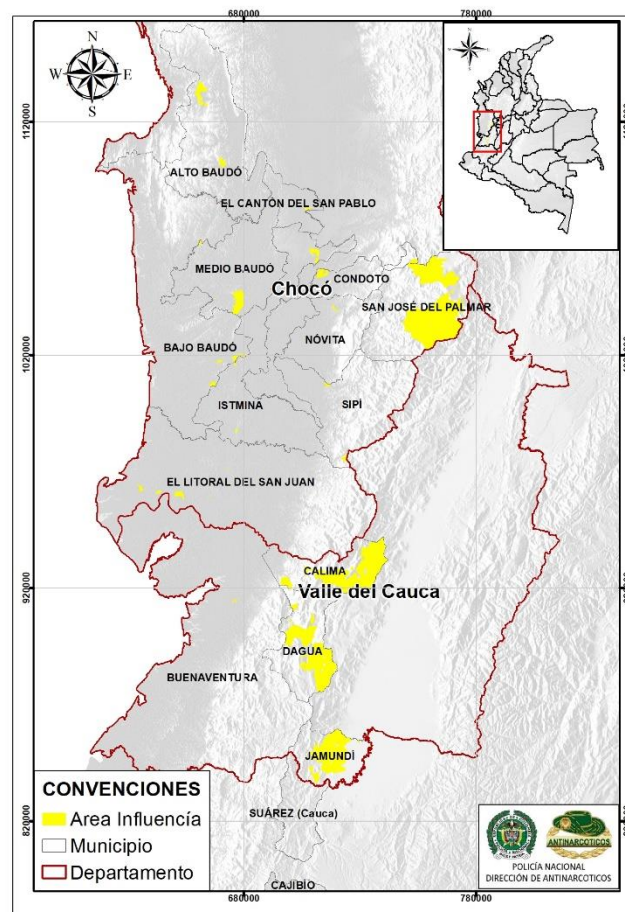 680000
780000
N
W E
S
1120000
1020000
920000
820000
ALTO BAUDÓ
EL CANTÓN DEL SAN PABLO
MEDIO BAUDÓ
CONDOTO
Chocó
SAN JOSÉ DEL PALMAR
NÓVITA
BAJO BAUDÓ
ISTMINA
SIPÍ
EL LITORAL DEL SAN JUAN
CALIMA
Valle del Cauca
DAGUA
BUENAVENTURA
JAMUNDÍ
SUÁREZ (Cauca)
CAJIBÍO
CONVENCIONES
Area Influencía
Municipio
Departamento
ANTINARCOTICOS
POLICÍA NACIONAL
DIRECCIÓN DE ANTINARCOTICOS
680000
780000